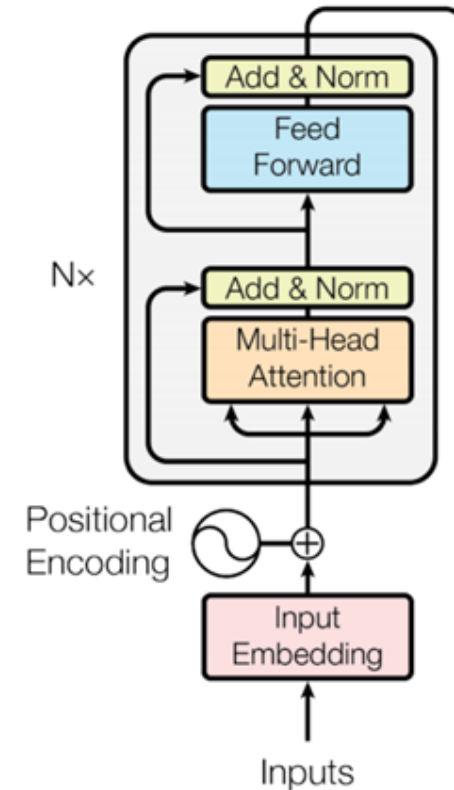 Add & Norm
Feed
Forward
N×
Add & Norm
Multi-Head
Attention
Positional
Encoding
Input
Embedding
Inputs